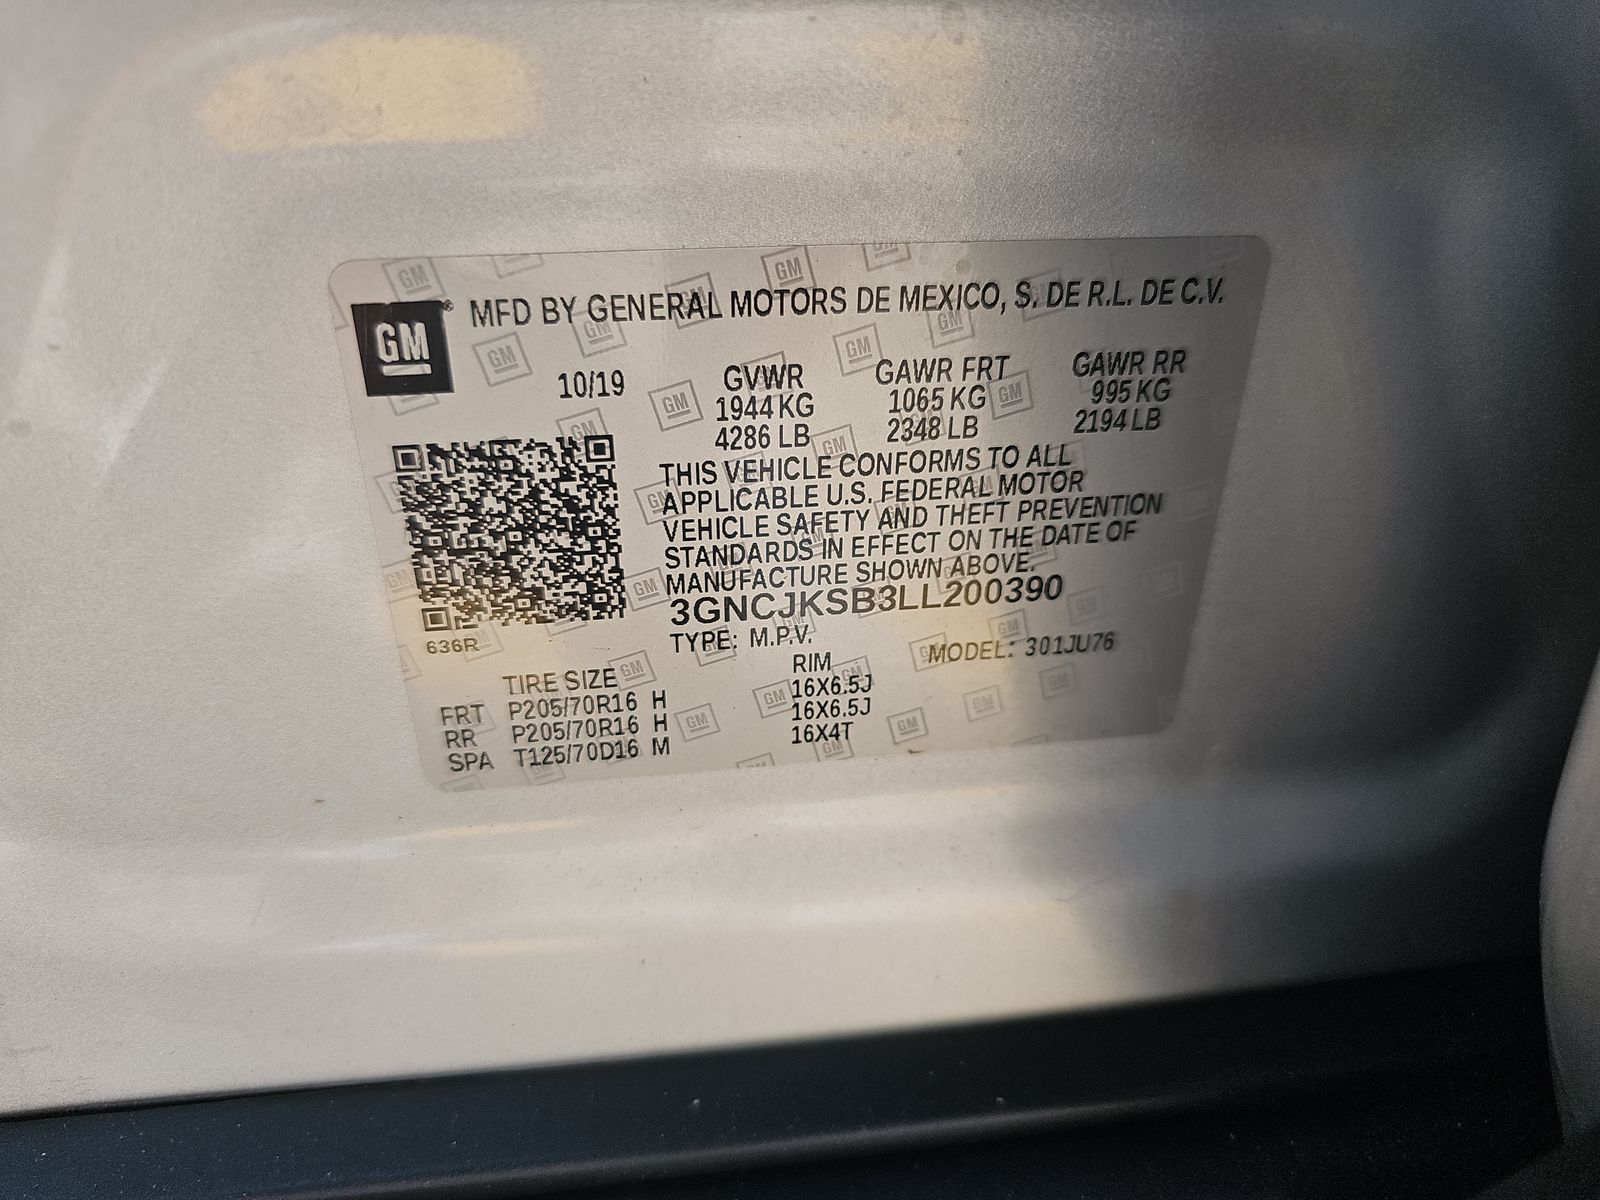 GM® MFD BY GENERAL MOTORS DE MEXICO, S. DE R.L. DE C.V.
10/19 GVWR GAWR FRT GAWR RR
1944 KG 1065 KG 995 KG
4286 LB 2348 LB 2194 LB
THIS VEHICLE CONFORMS TO ALL
APPLICABLE U.S. FEDERAL MOTOR
VEHICLE SAFETY AND THEFT PREVENTION
STANDARDS IN EFFECT ON THE DATE OF
MANUFACTURE SHOWN ABOVE.
3GNCJKSB3LL200390
636R TYPE: M.P.V. MODEL: 301JU76
TIRE SIZE RIM
FRT P205/70R16 H 16X6.5J
RR P205/70R16 H 16X6.5J
SPA T125/70D16 M 16X4T